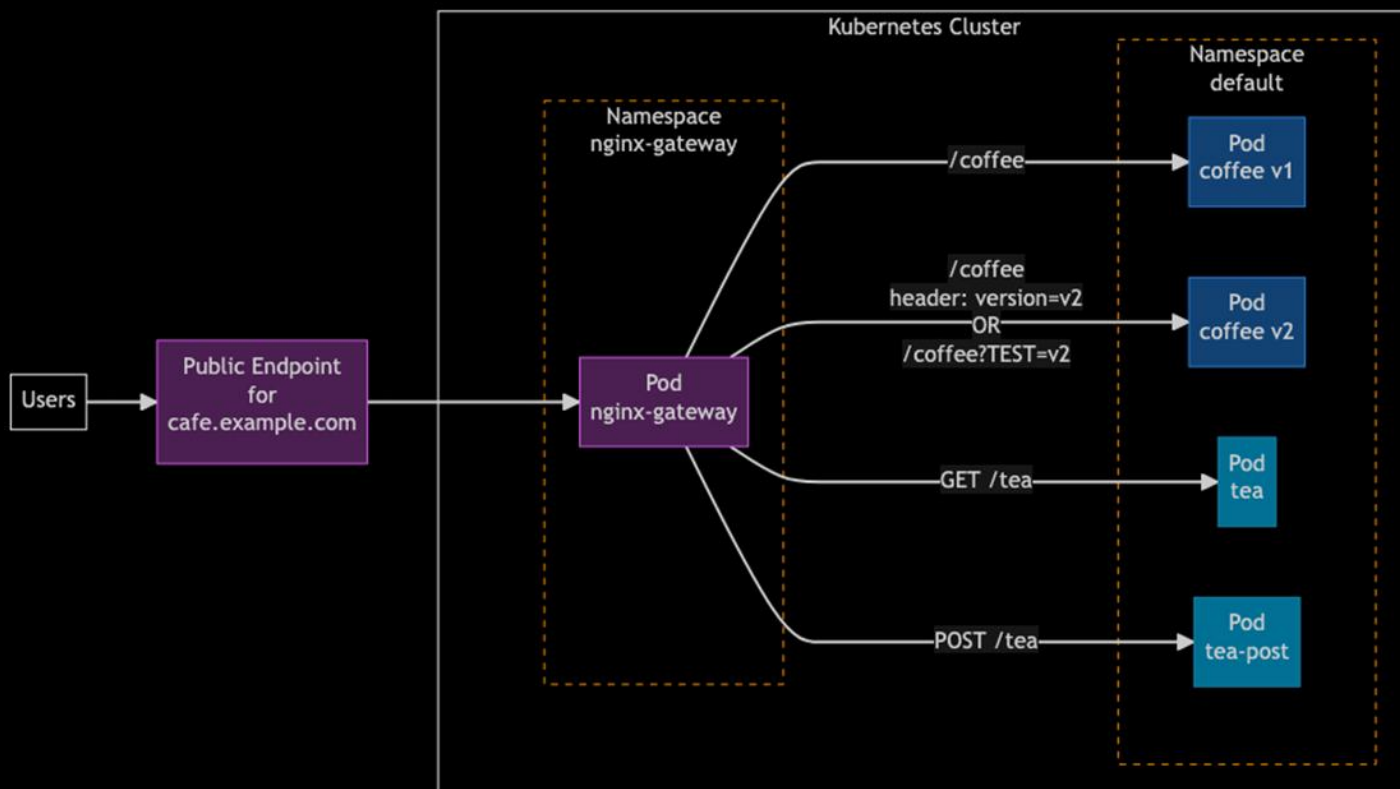 Kubernetes Cluster
Namespace
default
Namespace
nginx-gateway
Pod
coffee v1
/coffee
/coffee
header: version=v2
OR
/coffee?TEST=v2
Pod
coffee v2
Users
Public Endpoint
for
cafe.example.com
Pod
nginx-gateway
GET /tea
Pod
tea
POST /tea
Pod
tea-post